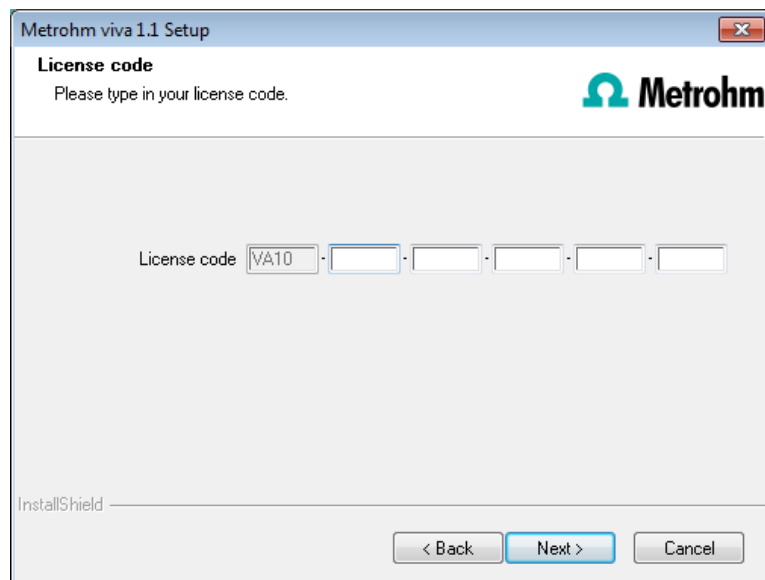 Metrohm viva 1.1 Setup
License code
Please type in your license code.
Metrohm
License code VA10 - - - - -
InstallShield
< Back Next > Cancel